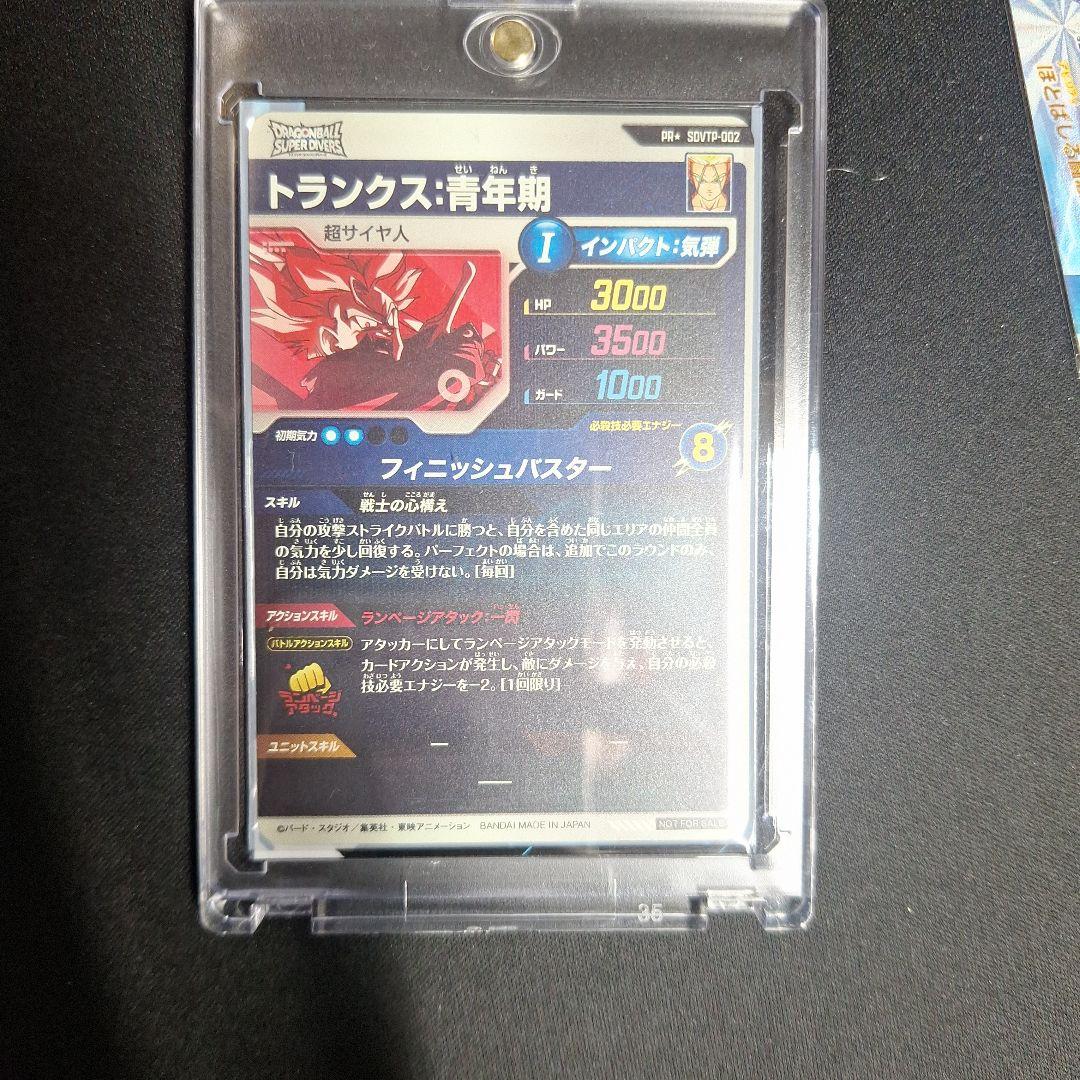 DRAGONBALL
SUPER DIVERS
PR★ SDVTP-002
せいねんき
トランクス:青年期
超サイヤ人
I インパクト:気弾
HP 3000
パワー 3500
ガード 1000
初期気力
必殺技必要エナジー
8
フィニッシュバスター
スキル
せんし こころがま
戦士の心構え
自分の攻撃ストライクバトルに勝つと、自分を含めた同じエリアの仲間全員
の気力を少し回復する。パーフェクトの場合は、追加でこのラウンドのみ、
自分は気力ダメージを受けない。[毎回]
アクションスキル
ランページアタック:一閃
バトルアクションスキル
アタッカーにしてランページアタックモードを発動させると、
カードアクションが発生し、敵にダメージを与え、自分の必殺
技必要エナジーを-2。[1回限り]
ランページ
アタック
ユニットスキル
ー
ー
ー
©バード・スタジオ/集英社・東映アニメーション BANDAI MADE IN JAPAN
NOT FOR SALE
35